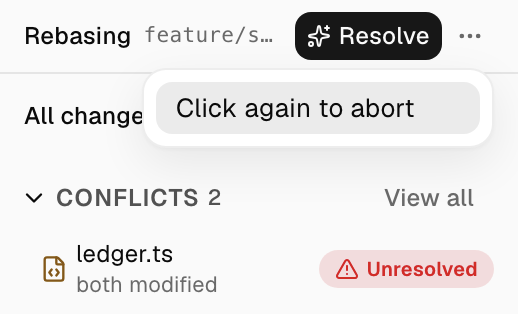 Rebasing feature/s… Resolve
Click again to abort
All change
CONFLICTS 2 View all
ledger.ts
both modified Unresolved